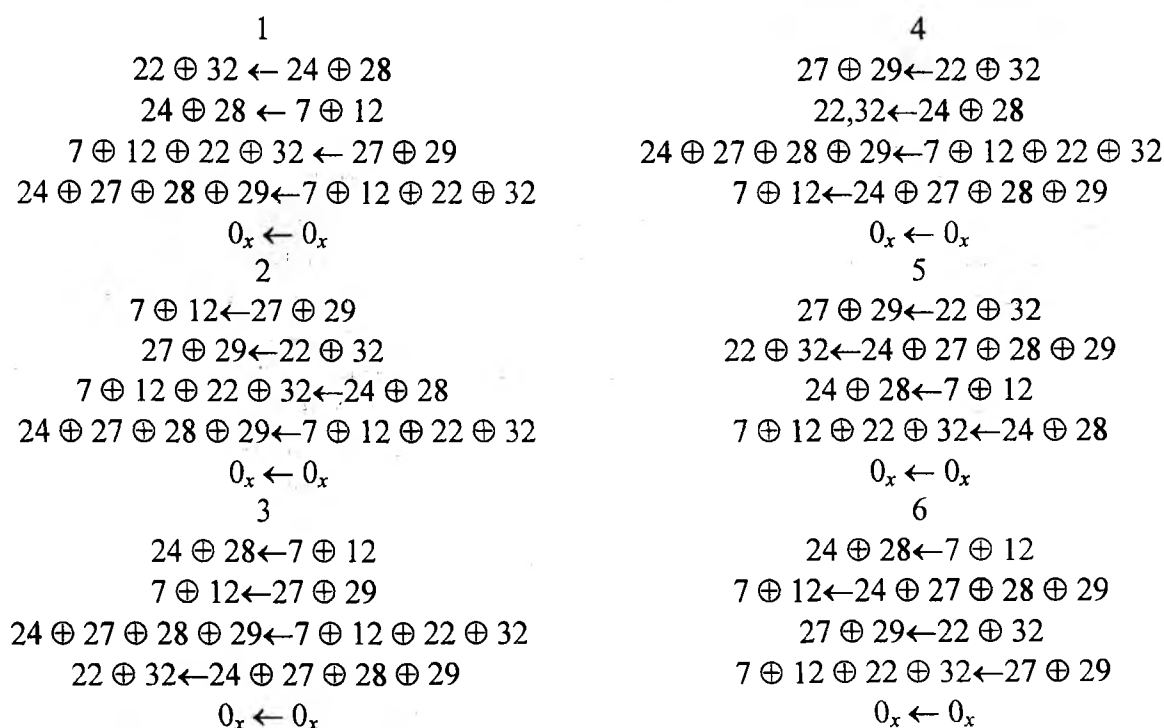 1
22 ⊕ 32 ← 24 ⊕ 28
24 ⊕ 28 ← 7 ⊕ 12
7 ⊕ 12 ⊕ 22 ⊕ 32 ← 27 ⊕ 29
24 ⊕ 27 ⊕ 28 ⊕ 29←7 ⊕ 12 ⊕ 22 ⊕ 32
0ₓ ← 0ₓ
2
7 ⊕ 12←27 ⊕ 29
27 ⊕ 29←22 ⊕ 32
7 ⊕ 12 ⊕ 22 ⊕ 32←24 ⊕ 28
24 ⊕ 27 ⊕ 28 ⊕ 29←7 ⊕ 12 ⊕ 22 ⊕ 32
0ₓ ← 0ₓ
3
24 ⊕ 28←7 ⊕ 12
7 ⊕ 12←27 ⊕ 29
24 ⊕ 27 ⊕ 28 ⊕ 29←7 ⊕ 12 ⊕ 22 ⊕ 32
22 ⊕ 32←24 ⊕ 27 ⊕ 28 ⊕ 29
0ₓ ← 0ₓ
4
27 ⊕ 29←22 ⊕ 32
22,32←24 ⊕ 28
24 ⊕ 27 ⊕ 28 ⊕ 29←7 ⊕ 12 ⊕ 22 ⊕ 32
7 ⊕ 12←24 ⊕ 27 ⊕ 28 ⊕ 29
0ₓ ← 0ₓ
5
27 ⊕ 29←22 ⊕ 32
22 ⊕ 32←24 ⊕ 27 ⊕ 28 ⊕ 29
24 ⊕ 28←7 ⊕ 12
7 ⊕ 12 ⊕ 22 ⊕ 32←24 ⊕ 28
0ₓ ← 0ₓ
6
24 ⊕ 28←7 ⊕ 12
7 ⊕ 12←24 ⊕ 27 ⊕ 28 ⊕ 29
27 ⊕ 29←22 ⊕ 32
7 ⊕ 12 ⊕ 22 ⊕ 32←27 ⊕ 29
0ₓ ← 0ₓ